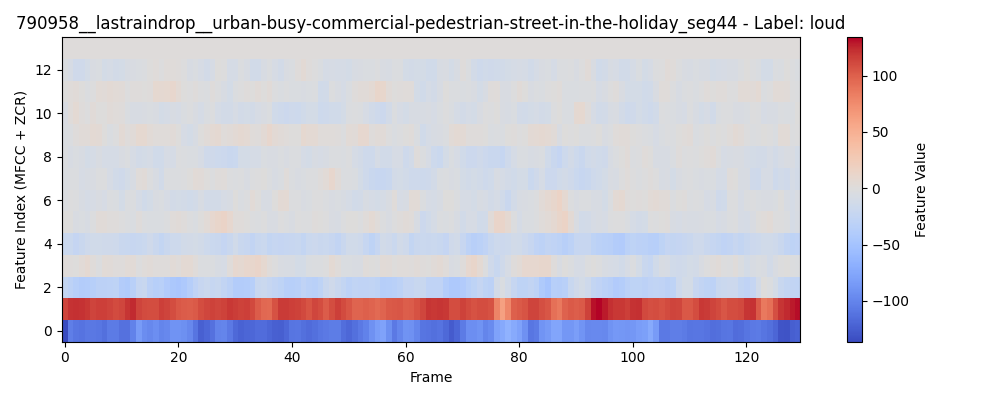 790958__lastraindrop__urban-busy-commercial-pedestrian-street-in-the-holiday_seg44 - Label: loud
Feature Index (MFCC + ZCR)
12
10
8
6
4
2
0
0 20 40 60 80 100 120
Frame
100
50
0
−50
−100
Feature Value